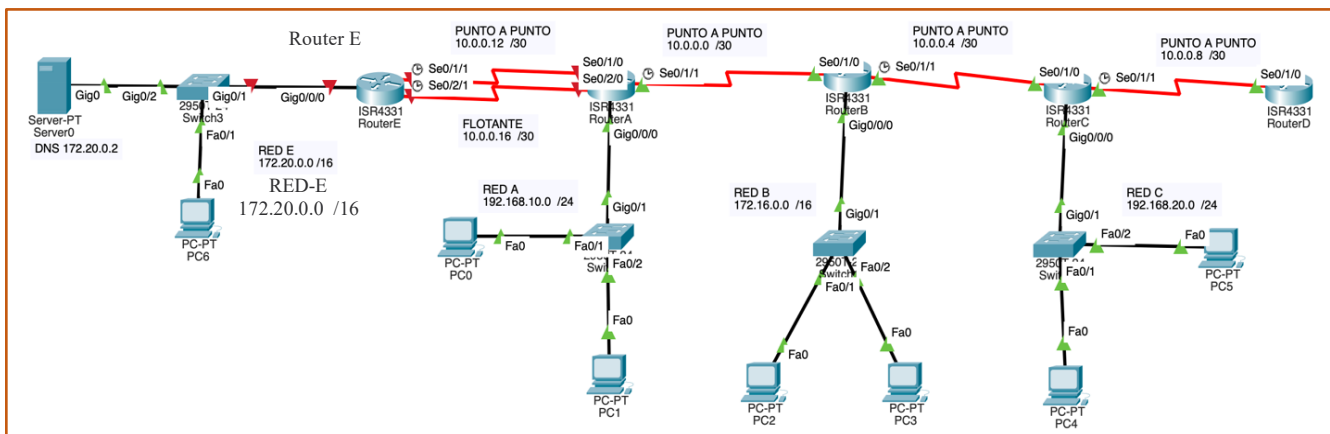 Router E
PUNTO A PUNTO
10.0.0.12 /30
PUNTO A PUNTO
10.0.0.0 /30
PUNTO A PUNTO
10.0.0.4 /30
PUNTO A PUNTO
10.0.0.8 /30
Server-PT
Server0
DNS 172.20.0.2
Gig0
Gig0/2
Switch3
Gig0/1
Gig0/0/0
Fa0/1
Fa0
PC-PT
PC6
RED E
172.20.0.0 /16
RED-E
172.20.0.0 /16
ISR4331
RouterE
Se0/1/1
Se0/2/1
FLOTANTE
10.0.0.16 /30
Se0/1/0
Se0/2/0
ISR4331
RouterA
Se0/1/1
Gig0/0/0
RED A
192.168.10.0 /24
Gig0/1
Fa0/1
Fa0/2
Fa0
PC-PT
PC0
Fa0
PC-PT
PC1
Se0/1/0
Se0/1/1
ISR4331
RouterB
Gig0/0/0
RED B
172.16.0.0 /16
Gig0/1
Fa0/2
Fa0/1
Fa0
PC-PT
PC2
Fa0
PC-PT
PC3
Se0/1/0
Se0/1/1
ISR4331
RouterC
Gig0/0/0
RED C
192.168.20.0 /24
Gig0/1
Fa0/2
Fa0/1
Fa0
PC-PT
PC5
Fa0
PC-PT
PC4
Se0/1/0
ISR4331
RouterD